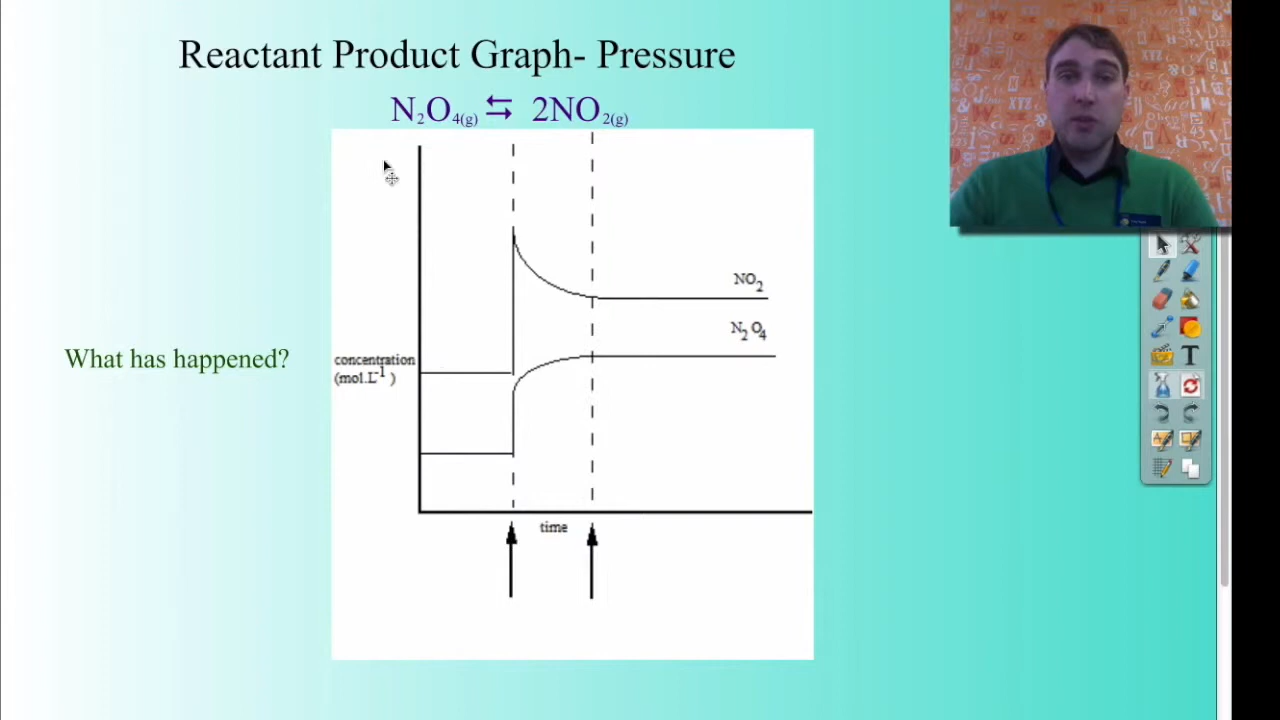 Reactant Product Graph- Pressure
N₂O₄(g) ⇆ 2NO₂(g)
NO₂
N₂O₄
What has happened?
concentration
(mol.L⁻¹)
time
T